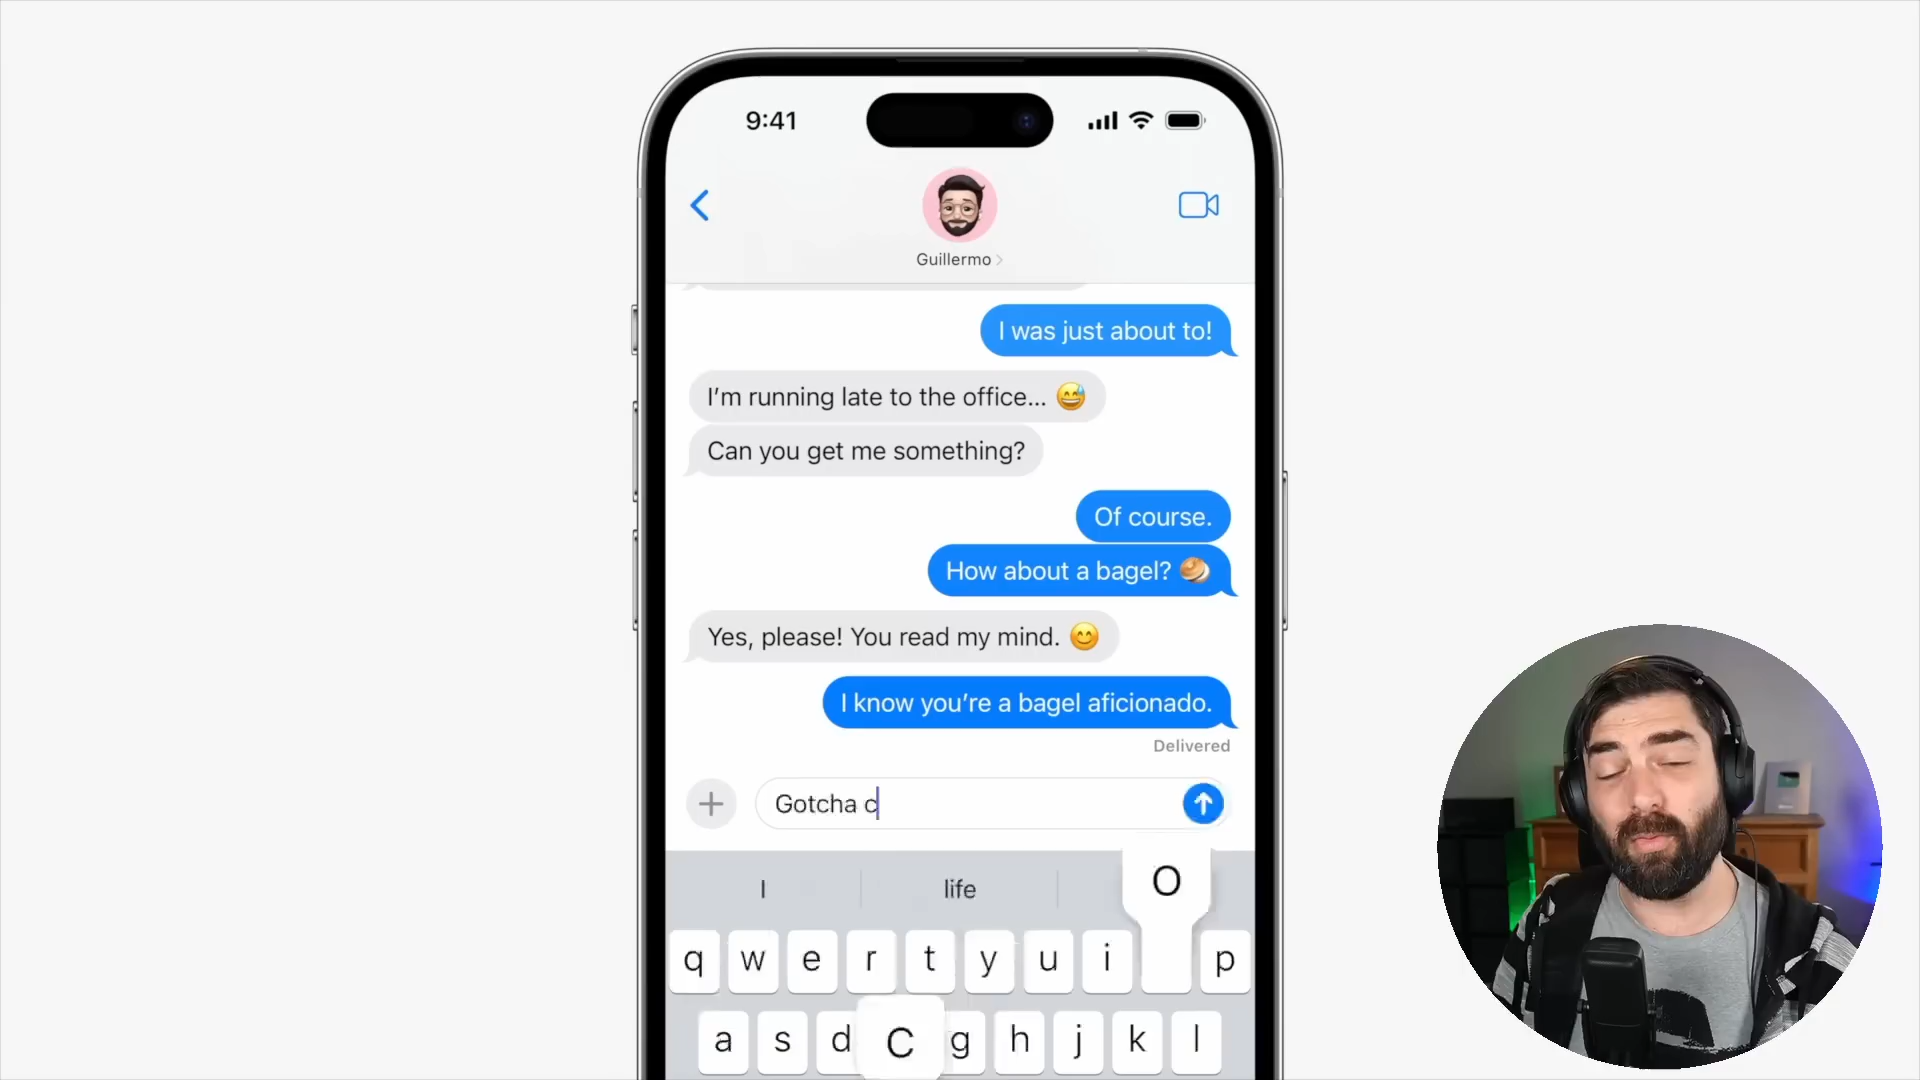 9:41
Guillermo
I was just about to!
I'm running late to the office... 😅
Can you get me something?
Of course.
How about a bagel? 🥯
Yes, please! You read my mind. 😊
I know you're a bagel aficionado.
Delivered
Gotcha c
I life
O
q w e r t y u i p
a s d C g h j k l